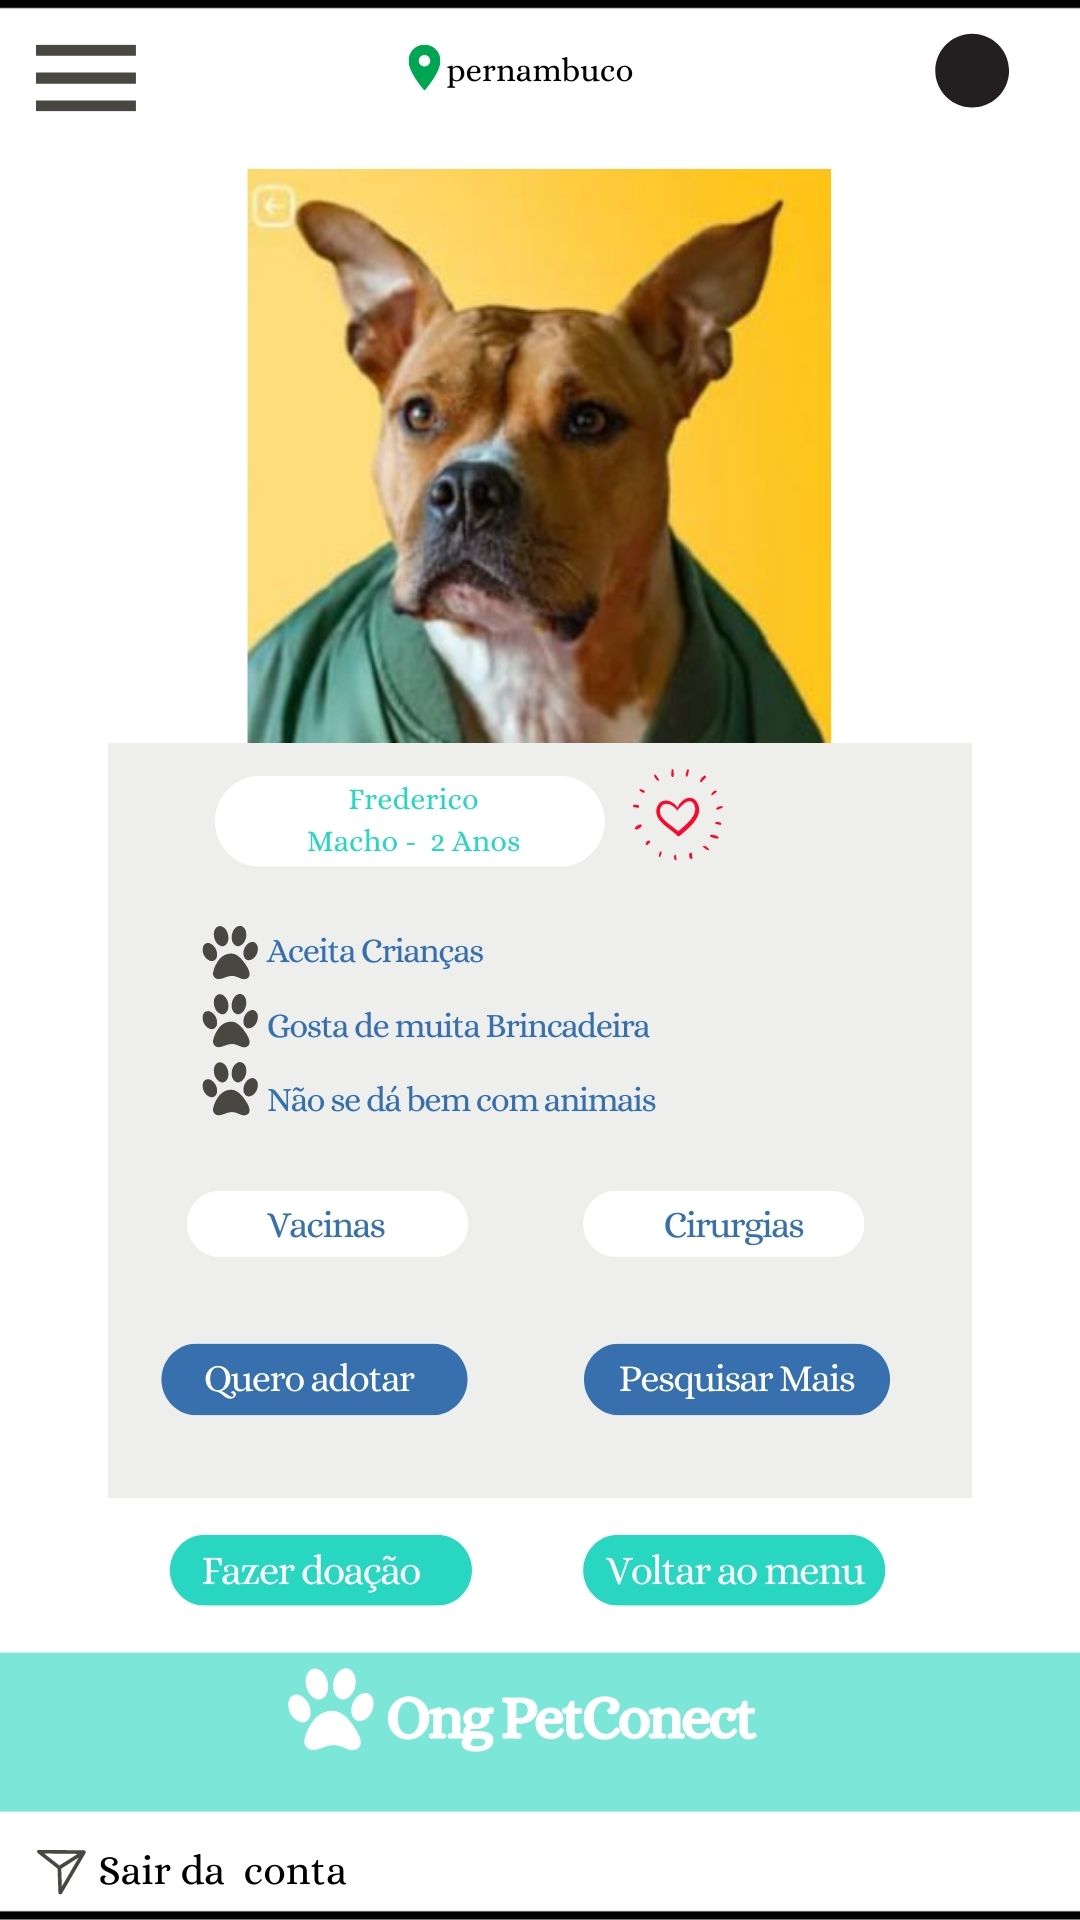 pernambuco
Frederico
Macho -  2 Anos
Aceita Crianças
Gosta de muita Brincadeira
Não se dá bem com animais
Vacinas
Cirurgias
Quero adotar
Pesquisar Mais
Fazer doação
Voltar ao menu
Ong PetConect
Sair da  conta